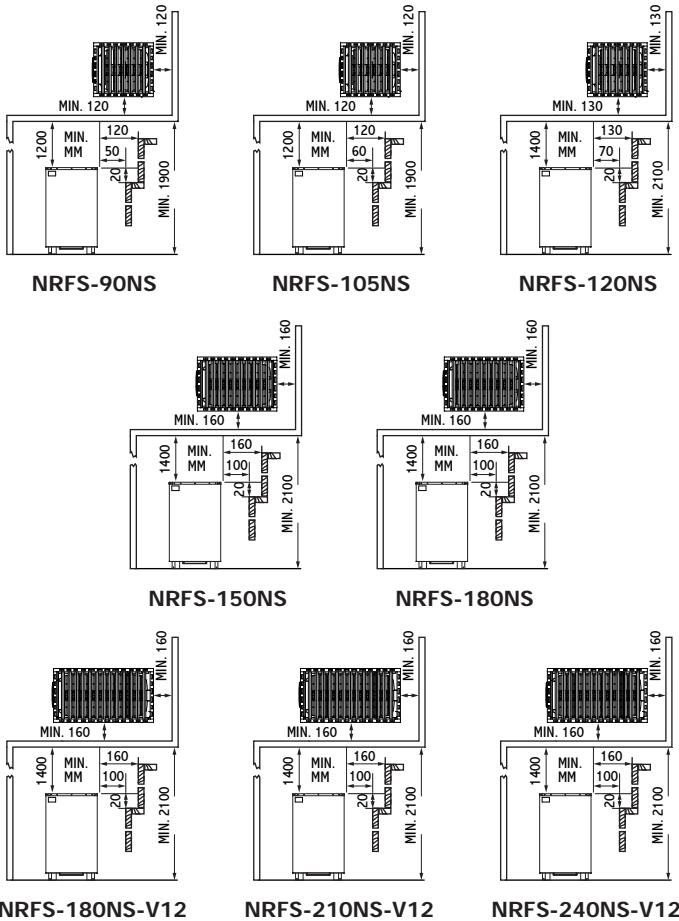 MIN. 120
MIN. 120
1200
MIN.
MM
120
50
20
MIN. 1900
NRFS-90NS
MIN. 120
MIN. 120
1200
MIN.
MM
120
60
20
MIN. 1900
NRFS-105NS
MIN. 130
MIN. 130
1400
MIN.
MM
130
70
20
MIN. 2100
NRFS-120NS
MIN. 160
MIN. 160
1400
MIN.
MM
160
100
20
MIN. 2100
NRFS-150NS
MIN. 160
MIN. 160
1400
MIN.
MM
160
100
20
MIN. 2100
NRFS-180NS
MIN. 160
MIN. 160
1400
MIN.
MM
160
100
20
MIN. 2100
NRFS-180NS-V12
MIN. 160
MIN. 160
1400
MIN.
MM
160
100
20
MIN. 2100
NRFS-210NS-V12
MIN. 160
MIN. 160
1400
MIN.
MM
160
100
20
MIN. 2100
NRFS-240NS-V12